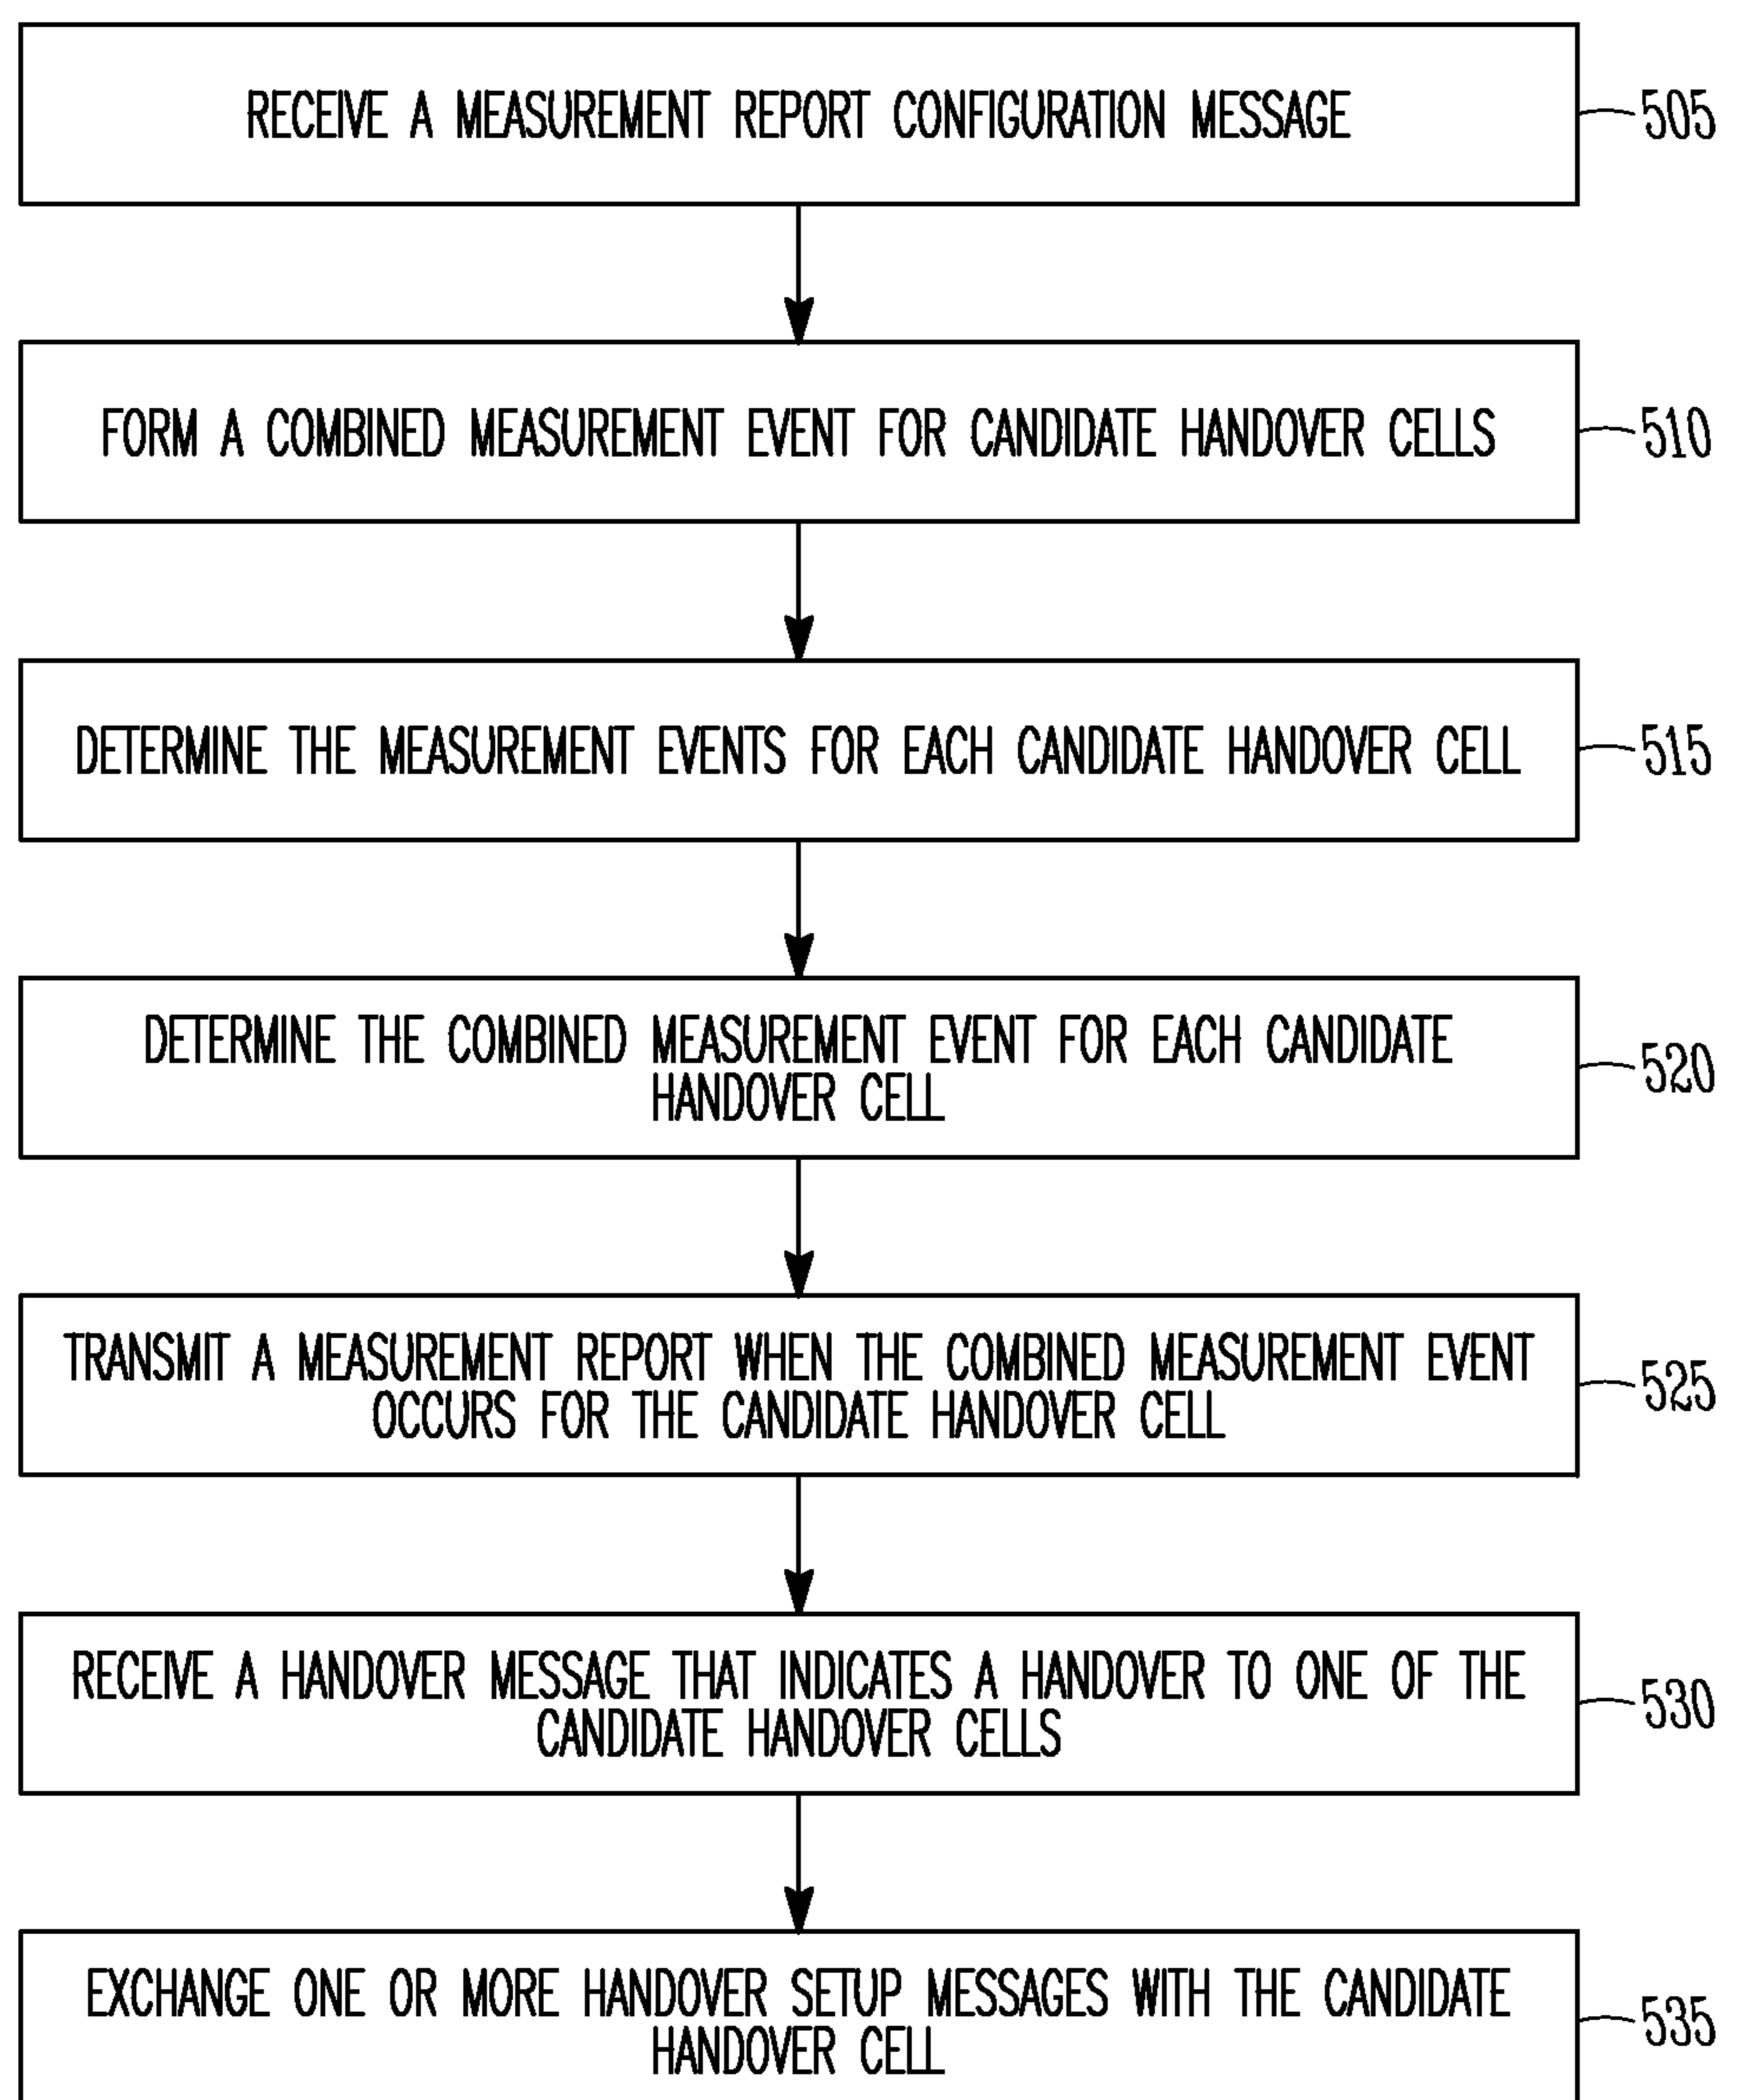 RECEIVE A MEASUREMENT REPORT CONFIGURATION MESSAGE
505
FORM A COMBINED MEASUREMENT EVENT FOR CANDIDATE HANDOVER CELLS
510
DETERMINE THE MEASUREMENT EVENTS FOR EACH CANDIDATE HANDOVER CELL
515
DETERMINE THE COMBINED MEASUREMENT EVENT FOR EACH CANDIDATE
HANDOVER CELL
520
TRANSMIT A MEASUREMENT REPORT WHEN THE COMBINED MEASUREMENT EVENT
OCCURS FOR THE CANDIDATE HANDOVER CELL
525
RECEIVE A HANDOVER MESSAGE THAT INDICATES A HANDOVER TO ONE OF THE
CANDIDATE HANDOVER CELLS
530
EXCHANGE ONE OR MORE HANDOVER SETUP MESSAGES WITH THE CANDIDATE
HANDOVER CELL
535